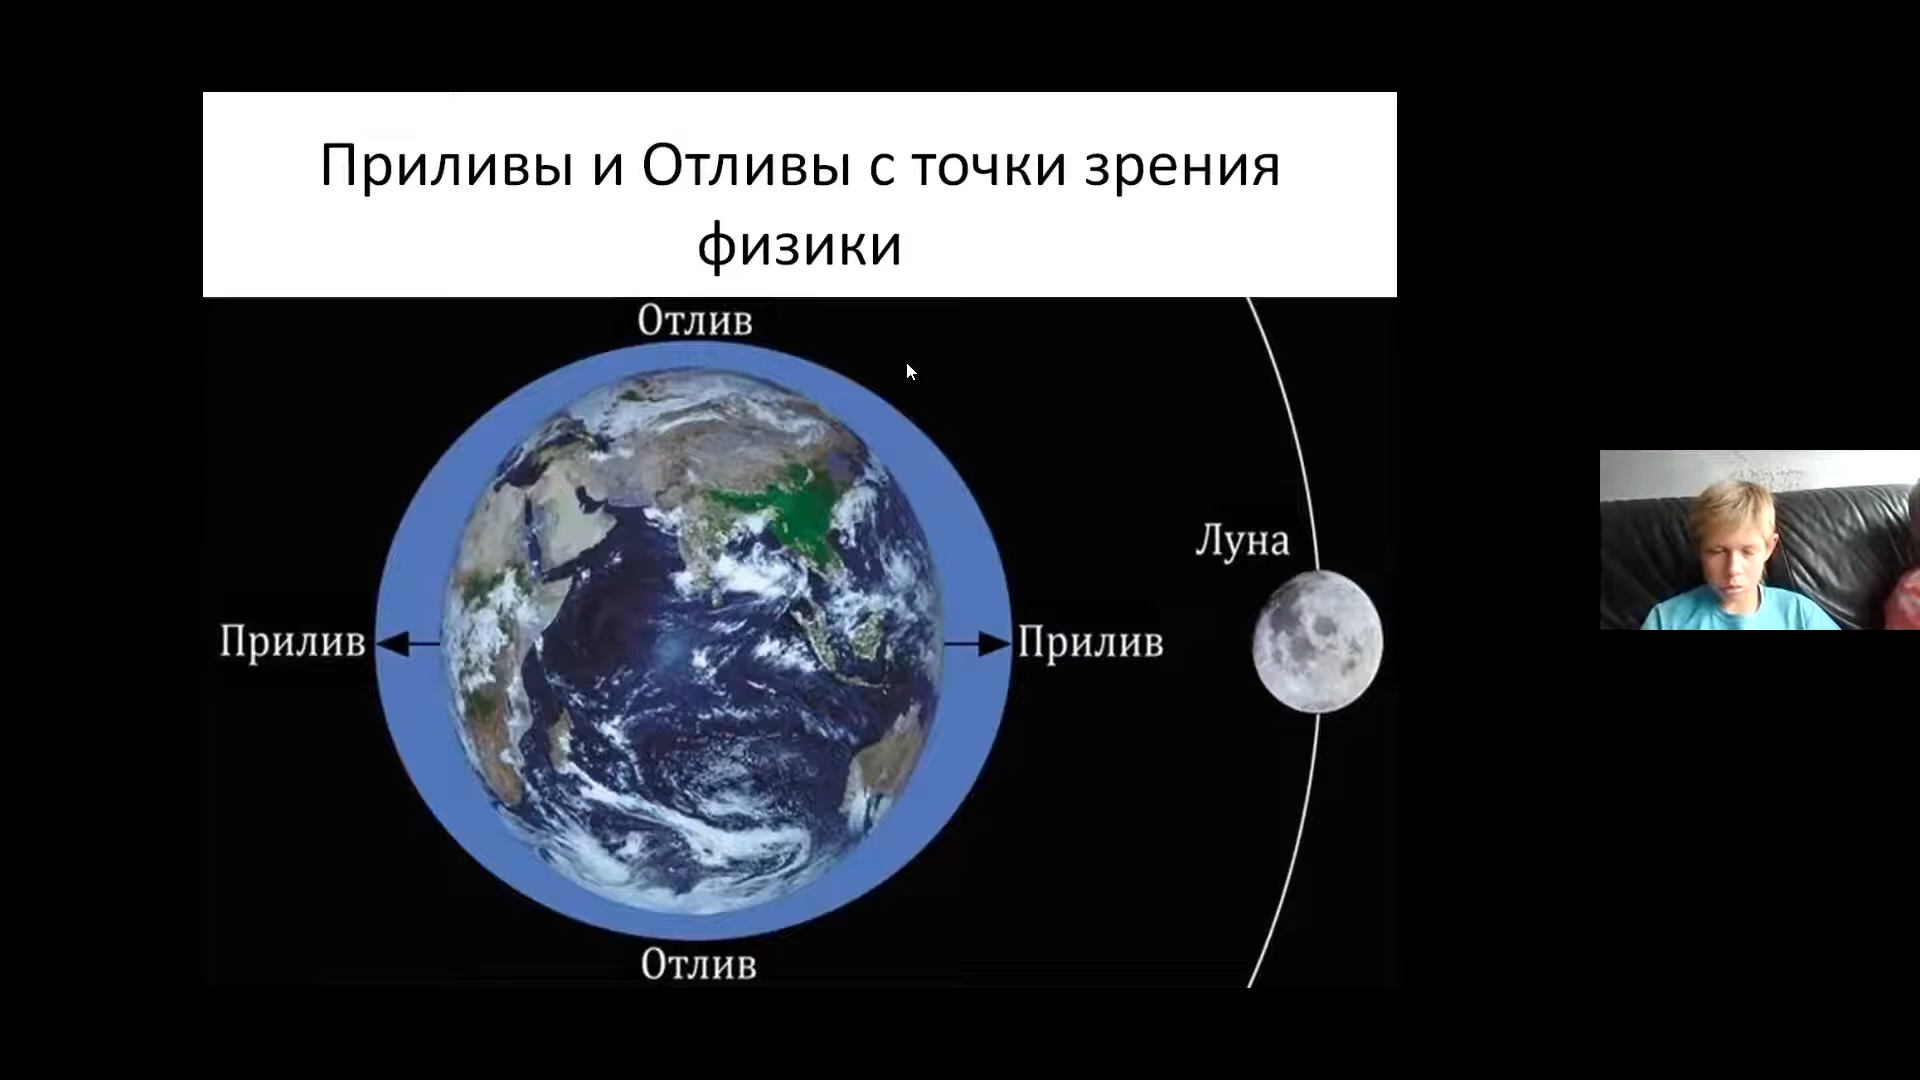 Приливы и Отливы с точки зрения
физики
Отлив
Луна
Прилив
Прилив
Отлив